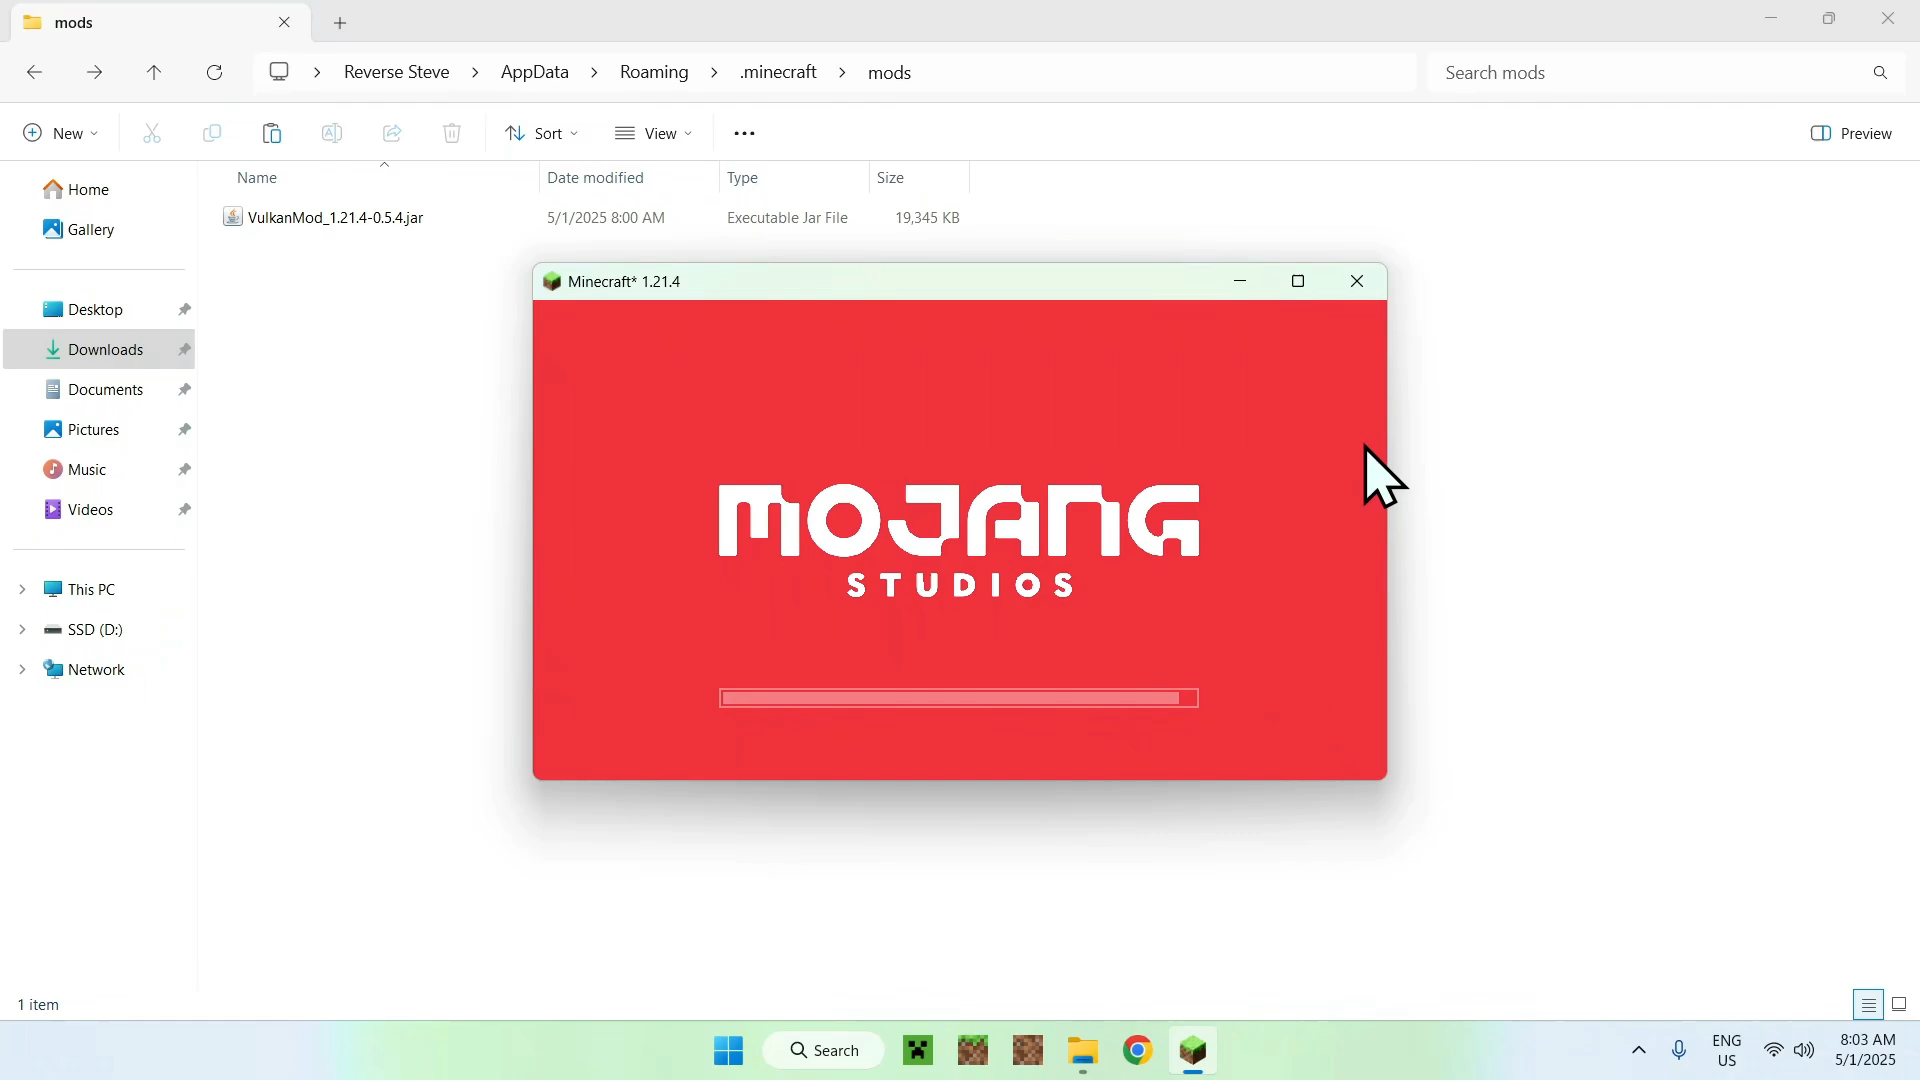 mods
Reverse Steve > AppData > Roaming > .minecraft > mods
Search mods
New
Sort
View
Preview
Name
Date modified
Type
Size
VulkanMod_1.21.4-0.5.4.jar
5/1/2025 8:00 AM
Executable Jar File
19,345 KB
Home
Gallery
Desktop
Downloads
Documents
Pictures
Music
Videos
This PC
SSD (D:)
Network
Minecraft* 1.21.4
MOJANG
STUDIOS
1 item
Search
ENG
US
8:03 AM
5/1/2025